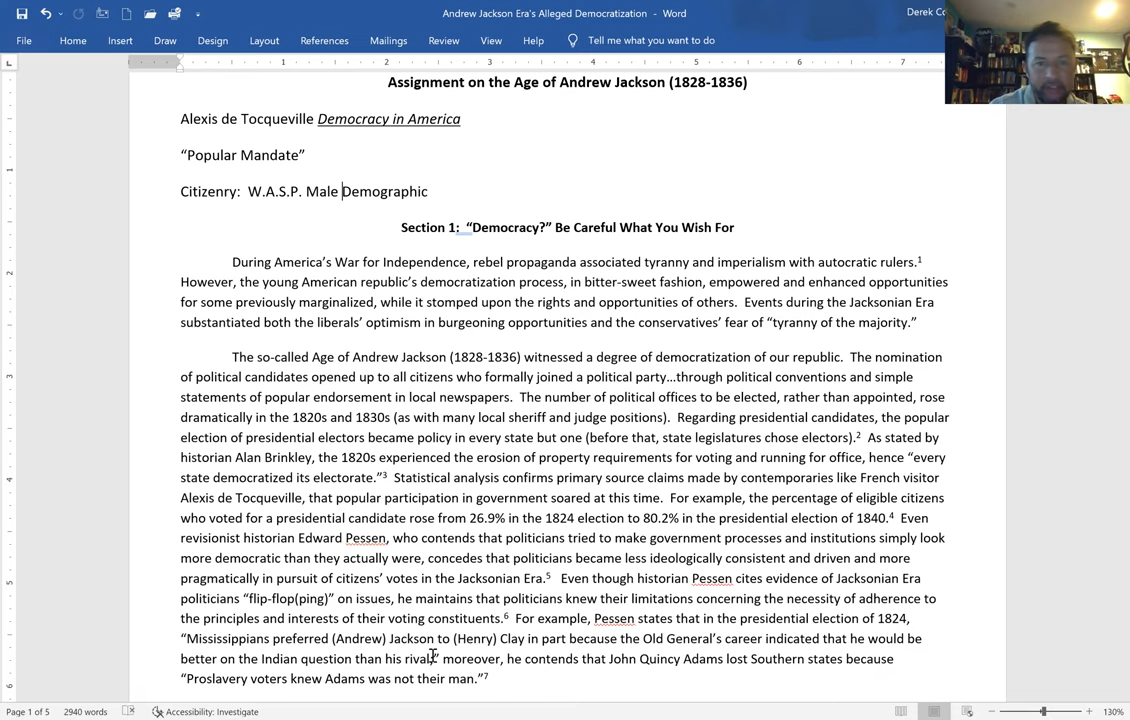 Andrew Jackson Era's Alleged Democratization - Word
Derek Co
File Home Insert Draw Design Layout References Mailings Review View Help Tell me what you want to do
1 2 3 4 5 6 7
Assignment on the Age of Andrew Jackson (1828-1836)
Alexis de Tocqueville Democracy in America
“Popular Mandate”
Citizenry: W.A.S.P. Male Demographic
Section 1: “Democracy?” Be Careful What You Wish For
During America’s War for Independence, rebel propaganda associated tyranny and imperialism with autocratic rulers.¹
However, the young American republic’s democratization process, in bitter-sweet fashion, empowered and enhanced opportunities
for some previously marginalized, while it stomped upon the rights and opportunities of others. Events during the Jacksonian Era
substantiated both the liberals’ optimism in burgeoning opportunities and the conservatives’ fear of “tyranny of the majority.”
The so-called Age of Andrew Jackson (1828-1836) witnessed a degree of democratization of our republic. The nomination
of political candidates opened up to all citizens who formally joined a political party…through political conventions and simple
statements of popular endorsement in local newspapers. The number of political offices to be elected, rather than appointed, rose
dramatically in the 1820s and 1830s (as with many local sheriff and judge positions). Regarding presidential candidates, the popular
election of presidential electors became policy in every state but one (before that, state legislatures chose electors).² As stated by
historian Alan Brinkley, the 1820s experienced the erosion of property requirements for voting and running for office, hence “every
state democratized its electorate.”³ Statistical analysis confirms primary source claims made by contemporaries like French visitor
Alexis de Tocqueville, that popular participation in government soared at this time. For example, the percentage of eligible citizens
who voted for a presidential candidate rose from 26.9% in the 1824 election to 80.2% in the presidential election of 1840.⁴ Even
revisionist historian Edward Pessen, who contends that politicians tried to make government processes and institutions simply look
more democratic than they actually were, concedes that politicians became less ideologically consistent and driven and more
pragmatically in pursuit of citizens’ votes in the Jacksonian Era.⁵ Even though historian Pessen cites evidence of Jacksonian Era
politicians “flip-flop(ping)” on issues, he maintains that politicians knew their limitations concerning the necessity of adherence to
the principles and interests of their voting constituents.⁶ For example, Pessen states that in the presidential election of 1824,
“Mississippians preferred (Andrew) Jackson to (Henry) Clay in part because the Old General’s career indicated that he would be
better on the Indian question than his rival;” moreover, he contends that John Quincy Adams lost Southern states because
“Proslavery voters knew Adams was not their man.”⁷
1
2
3
4
5
6
Page 1 of 5 2940 words Accessibility: Investigate 130%